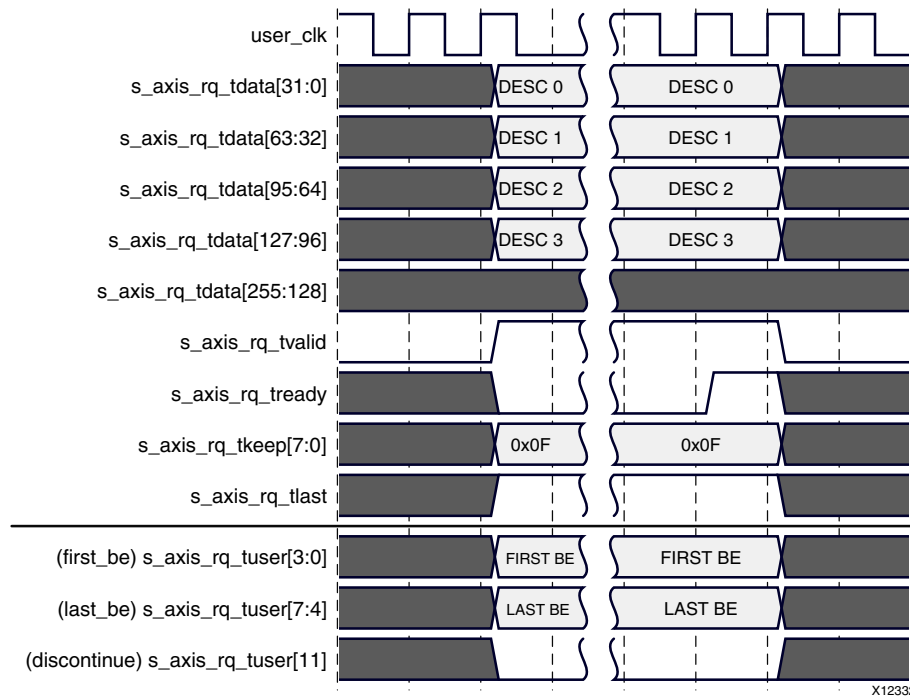 user_clk
s_axis_rq_tdata[31:0] DESC 0 DESC 0
s_axis_rq_tdata[63:32] DESC 1 DESC 1
s_axis_rq_tdata[95:64] DESC 2 DESC 2
s_axis_rq_tdata[127:96] DESC 3 DESC 3
s_axis_rq_tdata[255:128]
s_axis_rq_tvalid
s_axis_rq_tready
s_axis_rq_tkeep[7:0] 0x0F 0x0F
s_axis_rq_tlast
(first_be) s_axis_rq_tuser[3:0] FIRST BE FIRST BE
(last_be) s_axis_rq_tuser[7:4] LAST BE LAST BE
(discontinue) s_axis_rq_tuser[11]